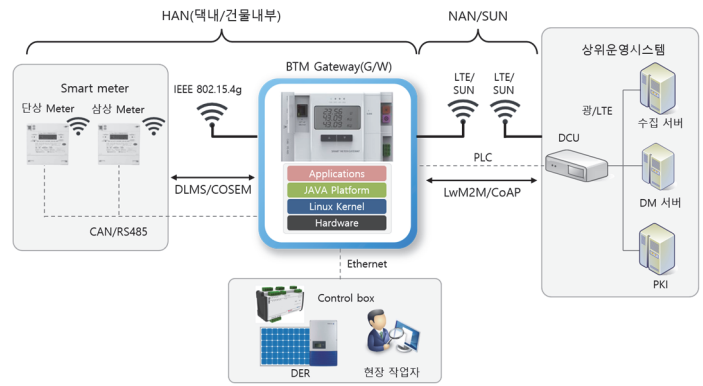 HAN(댁내/건물내부)
NAN/SUN
Smart meter
단상 Meter
삼상 Meter
CAN/RS485
IEEE 802.15.4g
DLMS/COSEM
BTM Gateway(G/W)
Applications
JAVA Platform
Linux Kernel
Hardware
LTE/
SUN
LTE/
SUN
PLC
LwM2M/CoAP
상위운영시스템
광/LTE
DCU
수집 서버
DM 서버
PKI
Ethernet
Control box
DER
현장 작업자